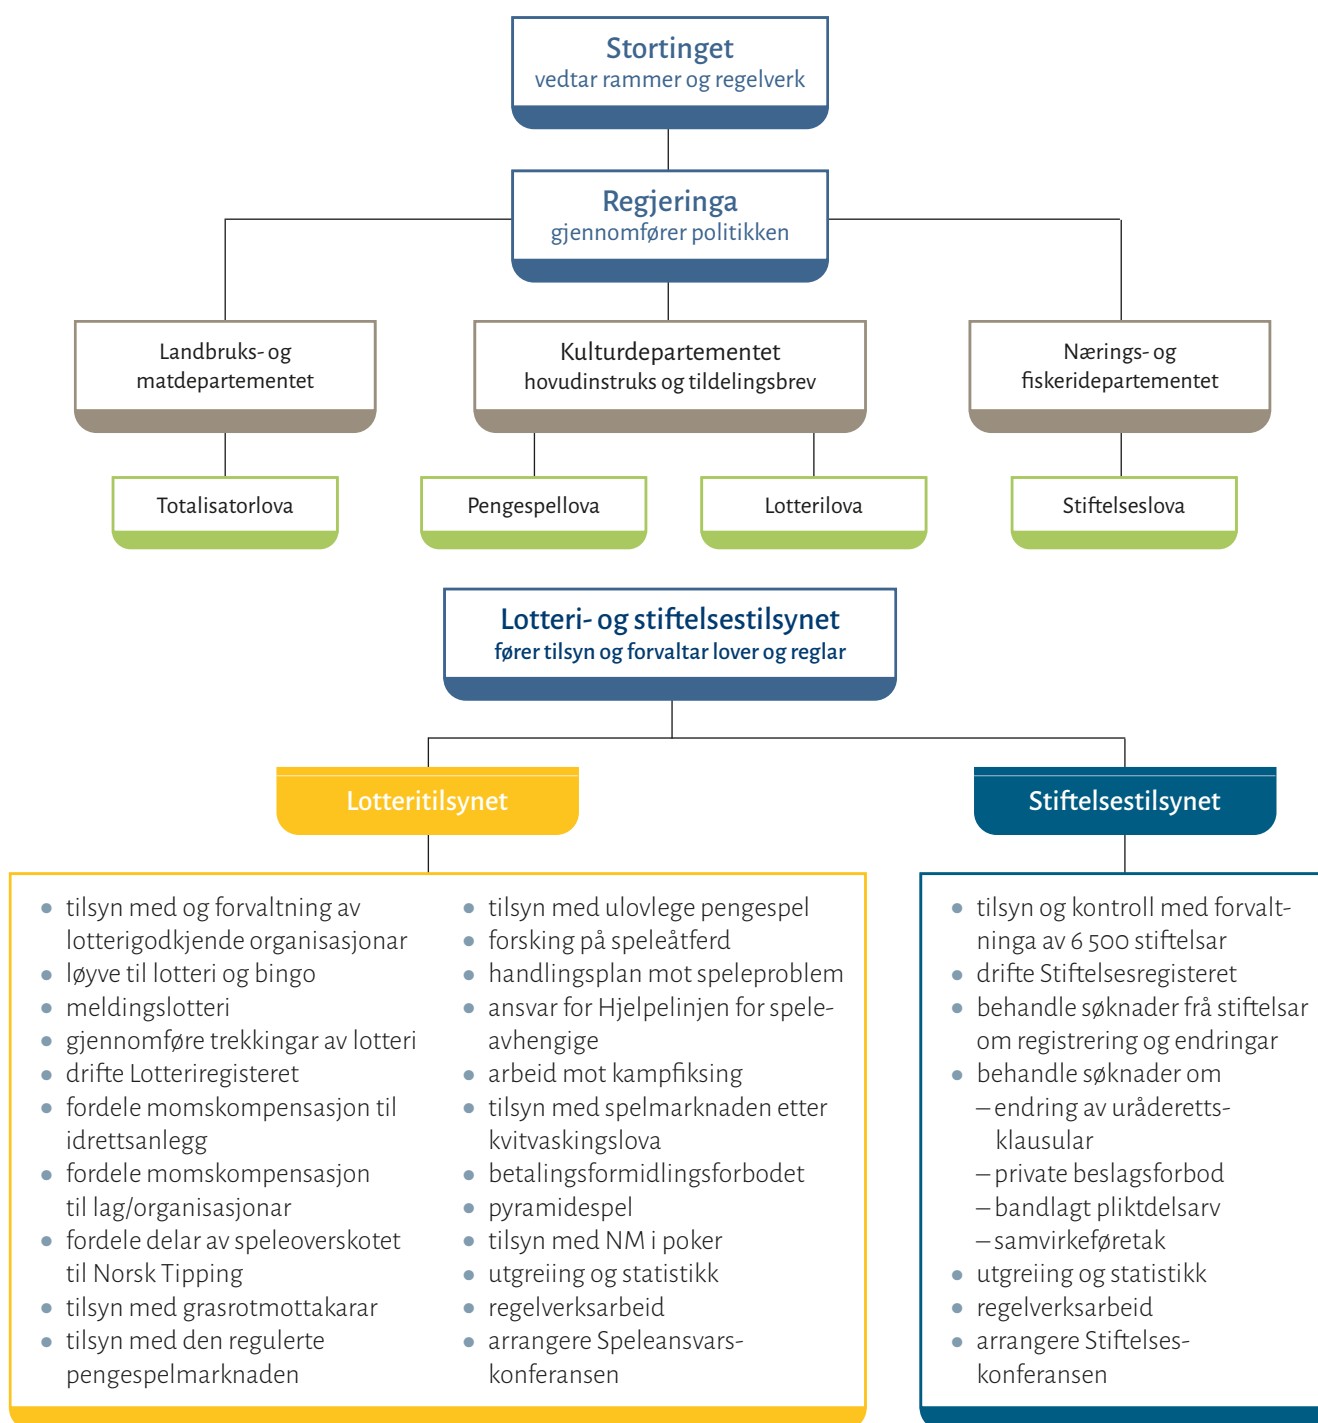 Stortinget
vedtar rammer og regelverk
Regjeringa
gjennomfører politikken
Landbruks- og
matdepartementet
Kulturdepartementet
hovudinstruks og tildelingsbrev
Nærings- og
fiskeridepartementet
Totalisatorlova
Pengespellova
Lotterilova
Stiftelseslova
Lotteri- og stiftelsestilsynet
fører tilsyn og forvaltar lover og reglar
Lotteritilsynet
Stiftelsestilsynet
• tilsyn med og forvaltning av
lotterigodkjende organisasjonar
• løyve til lotteri og bingo
• meldingslotteri
• gjennomføre trekkingar av lotteri
• drifte Lotteriregisteret
• fordele momskompensasjon til
idrettsanlegg
• fordele momskompensasjon
til lag/organisasjonar
• fordele delar av speleoverskotet
til Norsk Tipping
• tilsyn med grasrotmottakarar
• tilsyn med den regulerte
pengespelmarknaden
• tilsyn med ulovlege pengespel
• forsking på speleåtferd
• handlingsplan mot speleproblem
• ansvar for Hjelpelinjen for spele-
avhengige
• arbeid mot kampfiksing
• tilsyn med spelmarknaden etter
kvitvaskingslova
• betalingsformidlingsforbodet
• pyramidespel
• tilsyn med NM i poker
• utgreiing og statistikk
• regelverksarbeid
• arrangere Speleansvars-
konferansen
• tilsyn og kontroll med forvalt-
ninga av 6 500 stiftelsar
• drifte Stiftelsesregisteret
• behandle søknader frå stiftelsar
om registrering og endringar
• behandle søknader om
– endring av uråderetts-
klausular
– private beslagsforbod
– bandlagt pliktdelsarv
– samvirkeføretak
• utgreiing og statistikk
• regelverksarbeid
• arrangere Stiftelses-
konferansen